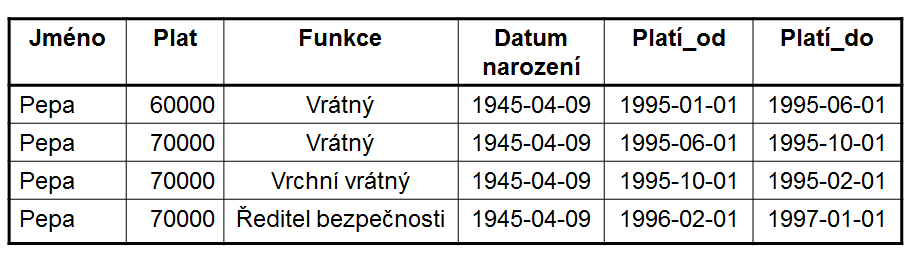 Jméno Plat Funkce Datum narození Platí_od Platí_do
Pepa 60000 Vrátný 1945-04-09 1995-01-01 1995-06-01
Pepa 70000 Vrátný 1945-04-09 1995-06-01 1995-10-01
Pepa 70000 Vrchní vrátný 1945-04-09 1995-10-01 1995-02-01
Pepa 70000 Ředitel bezpečnosti 1945-04-09 1996-02-01 1997-01-01